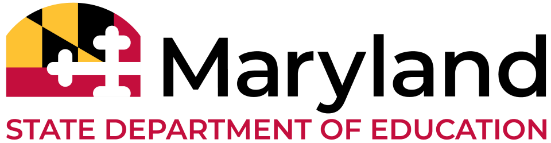 Maryland
STATE DEPARTMENT OF EDUCATION